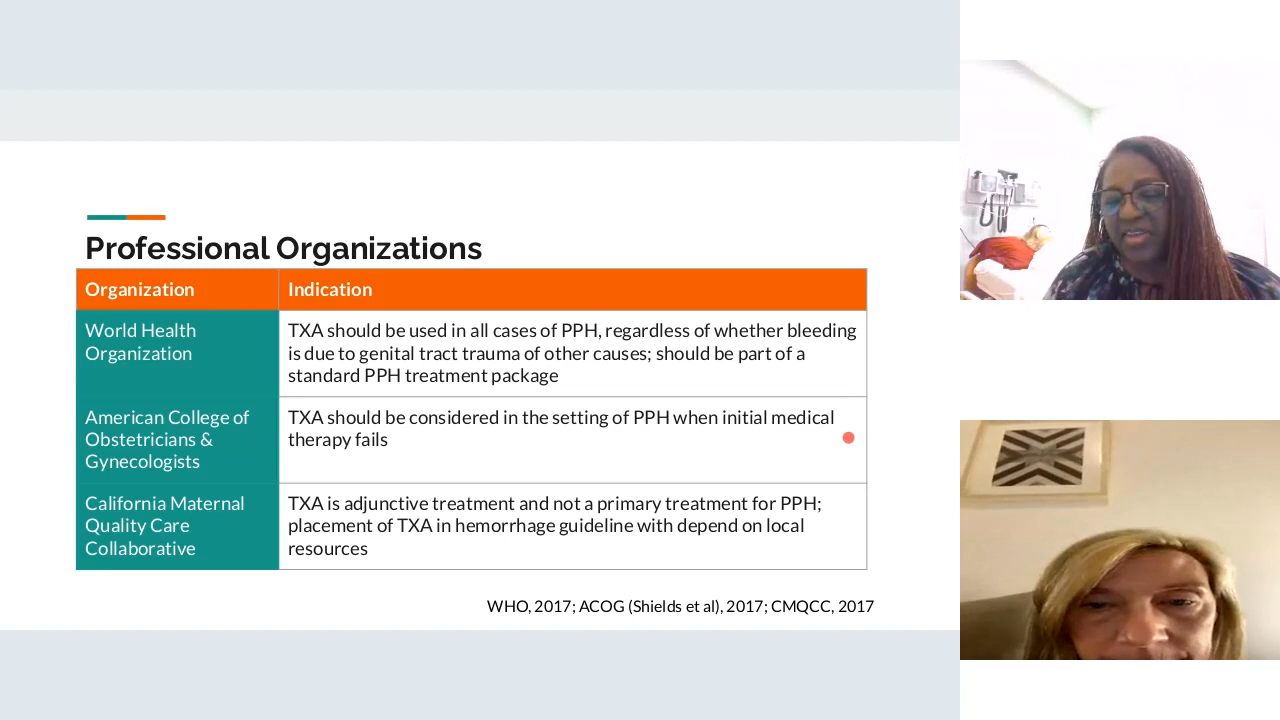 Professional Organizations
Organization
Indication
World Health
Organization
TXA should be used in all cases of PPH, regardless of whether bleeding
is due to genital tract trauma of other causes; should be part of a
standard PPH treatment package
American College of
Obstetricians &
Gynecologists
TXA should be considered in the setting of PPH when initial medical
therapy fails
California Maternal
Quality Care
Collaborative
TXA is adjunctive treatment and not a primary treatment for PPH;
placement of TXA in hemorrhage guideline with depend on local
resources
WHO, 2017; ACOG (Shields et al), 2017; CMQCC, 2017